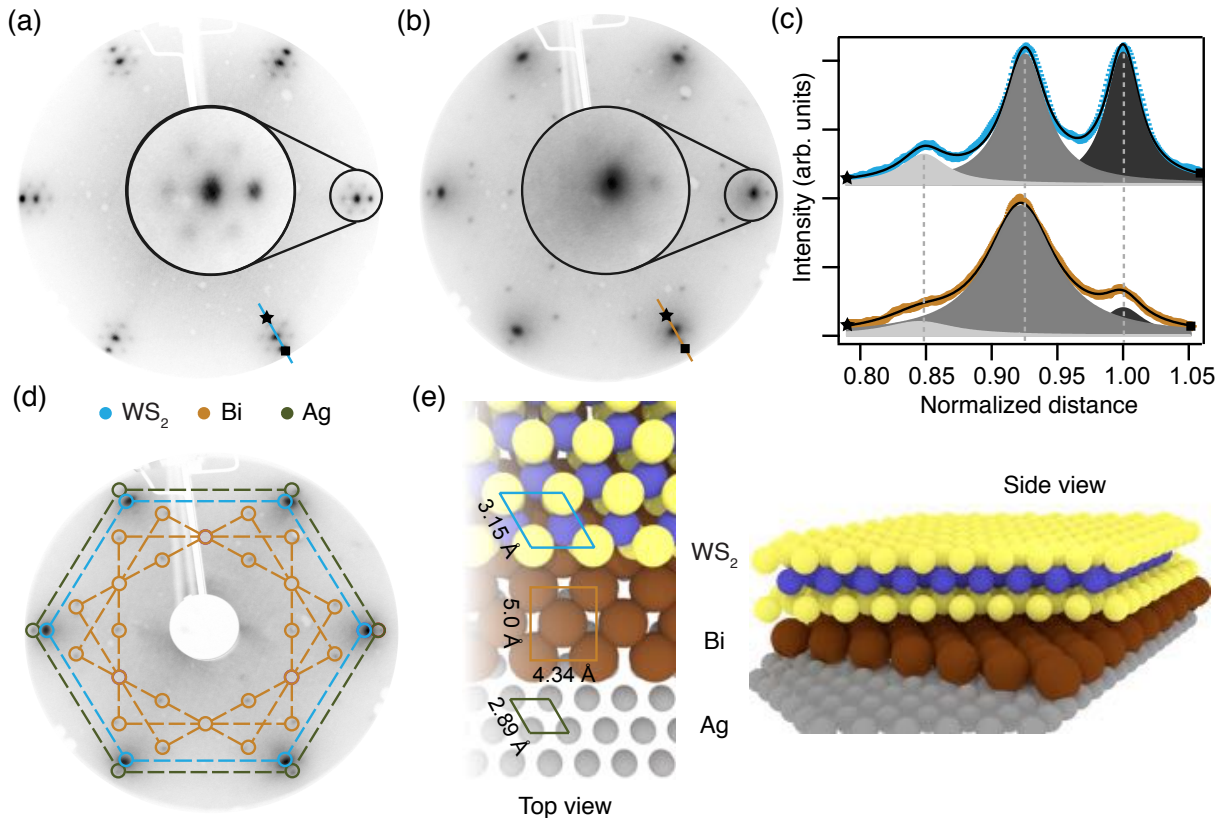 (a)
(b)
(c)
Intensity (arb. units)
0.80 0.85 0.90 0.95 1.00 1.05
Normalized distance
(d)
WS₂ Bi Ag
(e)
3.15 Å
5.0 Å
4.34 Å
2.89 Å
Top view
Side view
WS₂
Bi
Ag